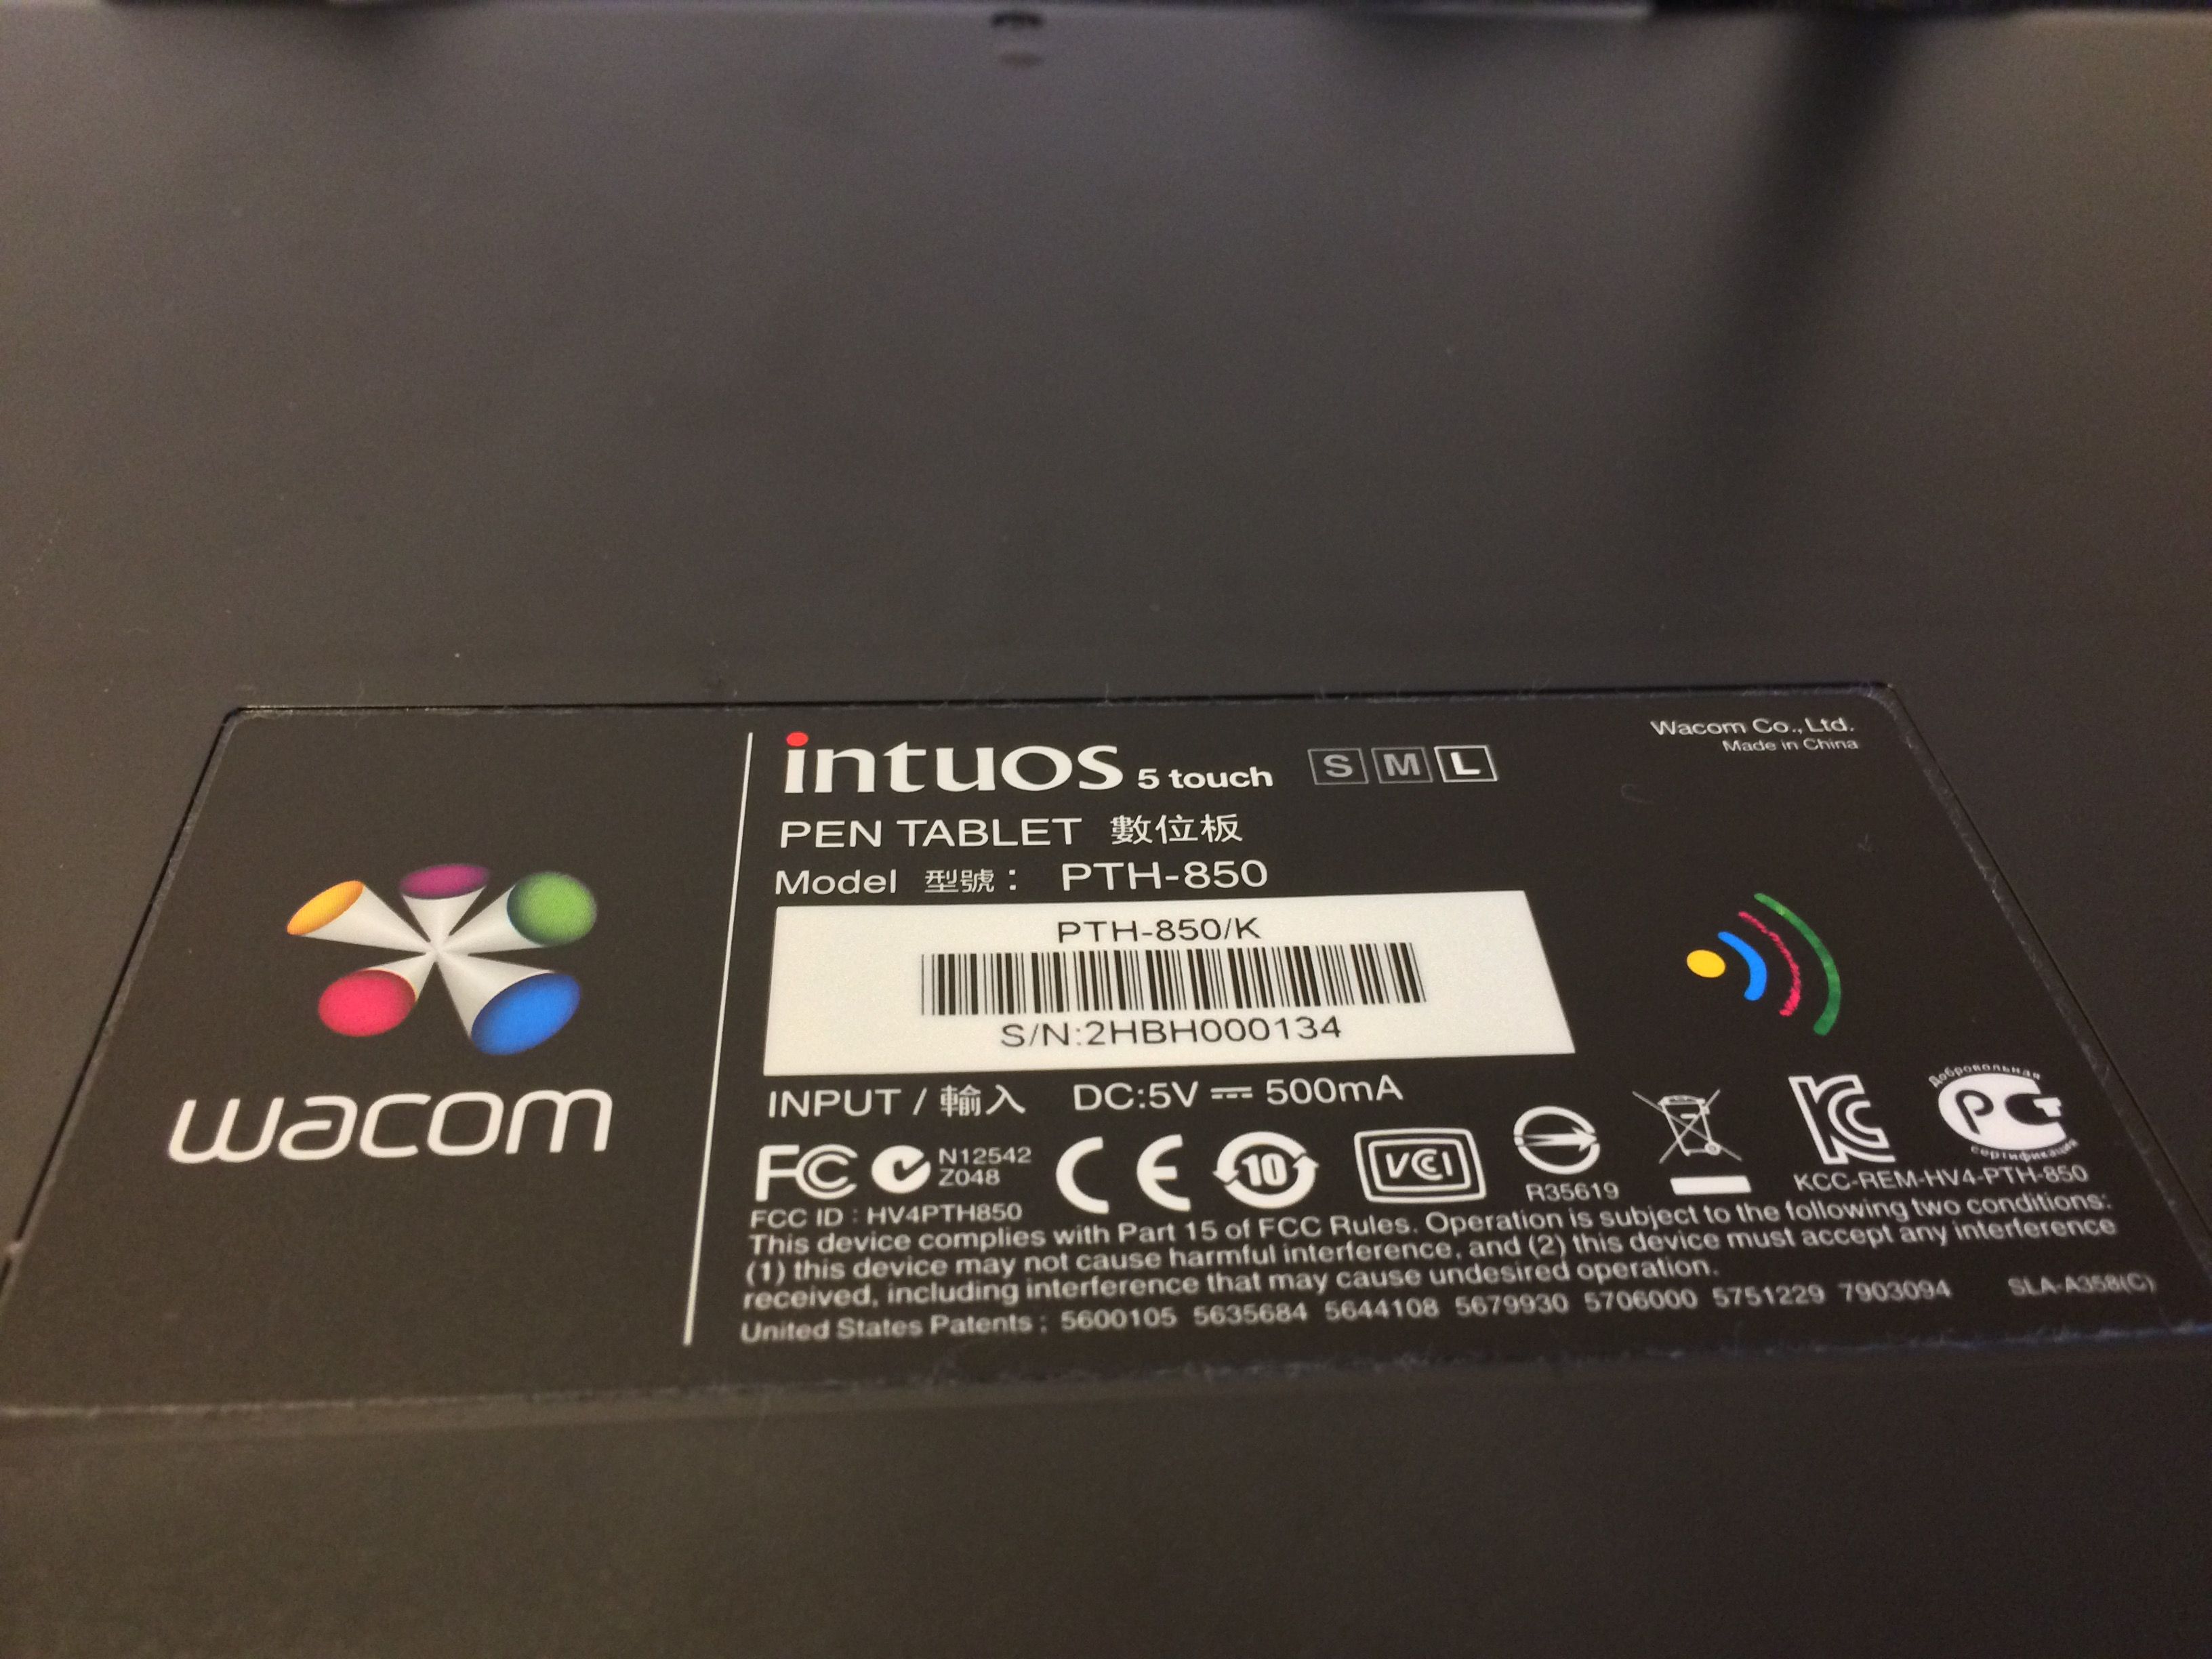 wacom
intuos 5 touch S M L
Wacom Co.,Ltd.
Made in China
PEN TABLET 數位板
Model 型號： PTH-850
PTH-850/K
S/N:2HBH000134
INPUT / 輸入 DC:5V 500mA
FC N12542
Z048
CE 10 VCI
R35619
KCC-REM-HV4-PTH-850
Добровольная
РСТ
сертификация
FCC ID : HV4PTH850
This device complies with Part 15 of FCC Rules. Operation is subject to the following two conditions:
(1) this device may not cause harmful interference, and (2) this device must accept any interference
received, including interference that may cause undesired operation.
United States Patents : 5600105 5635684 5644108 5679930 5706000 5751229 7903094
SLA-A358(C)